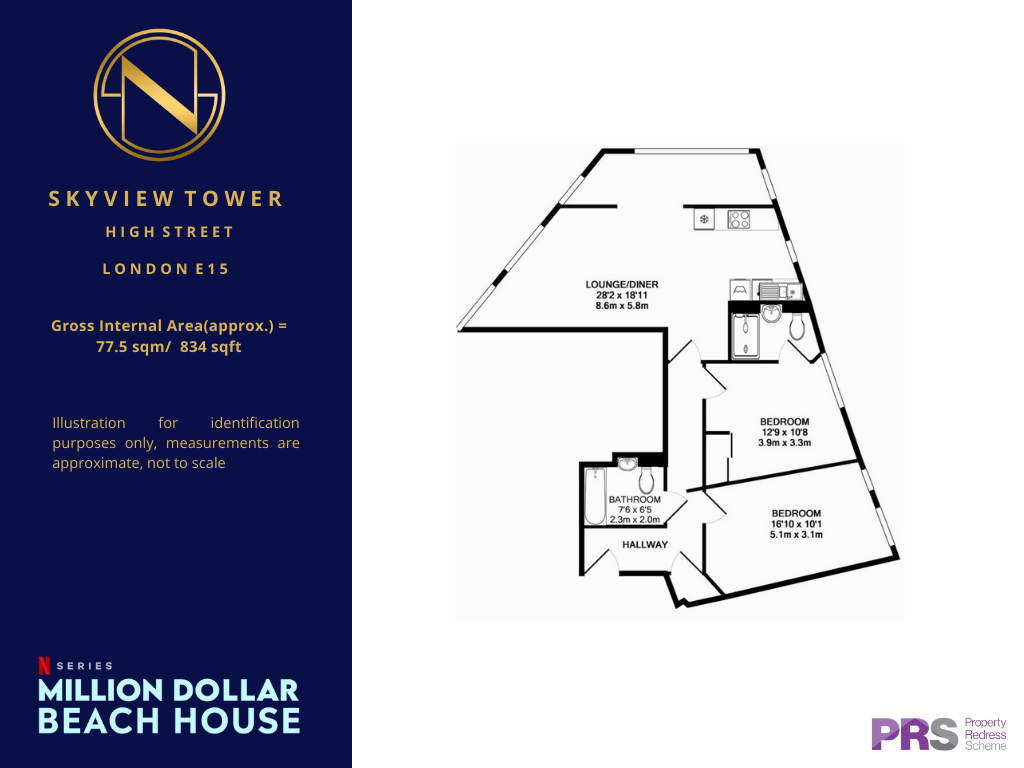 SKYVIEW TOWER
HIGH STREET
LONDON E15
Gross Internal Area(approx.) =
77.5 sqm/ 834 sqft
Illustration for identification
purposes only, measurements are
approximate, not to scale
N SERIES
MILLION DOLLAR
BEACH HOUSE
LOUNGE/DINER
28'2 x 18'11
8.6m x 5.8m
BEDROOM
12'9 x 10'8
3.9m x 3.3m
BATHROOM
7'6 x 6'5
2.3m x 2.0m
BEDROOM
16'10 x 10'1
5.1m x 3.1m
HALLWAY
PRS
Property
Redress
Scheme